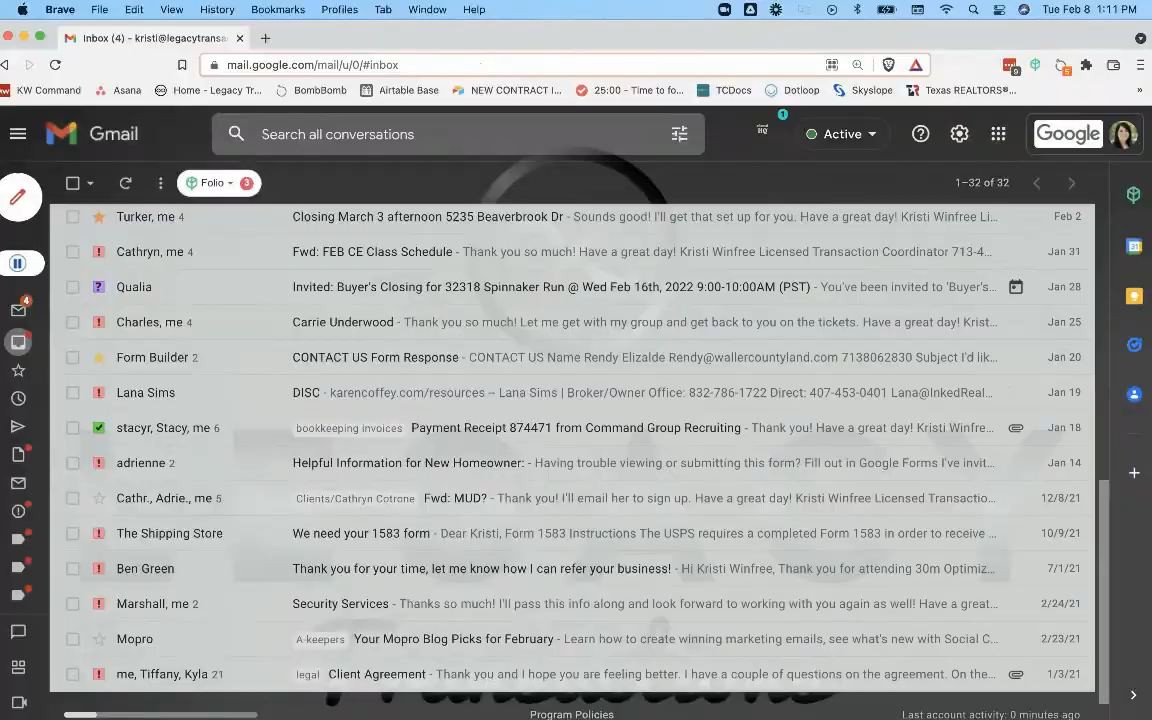 Brave File Edit View History Bookmarks Profiles Tab Window Help Tue Feb 8 1:11 PM
Inbox (4) - kristi@legacytransa
mail.google.com/mail/u/0/#inbox
KW Command Asana Home - Legacy Tr... BombBomb Airtable Base NEW CONTRACT I... 25:00 - Time to fo... TCDocs Dotloop Skyslope Texas REALTORS®... »
Gmail Search all conversations HQ 1 Active Google
Folio 3 1–32 of 32
Turker, me 4 Closing March 3 afternoon 5235 Beaverbrook Dr - Sounds good! I'll get that set up for you. Have a great day! Kristi Winfree Li... Feb 2
Cathryn, me 4 Fwd: FEB CE Class Schedule - Thank you so much! Have a great day! Kristi Winfree Licensed Transaction Coordinator 713-4... Jan 31
Qualia Invited: Buyer's Closing for 32318 Spinnaker Run @ Wed Feb 16th, 2022 9:00-10:00AM (PST) - You've been invited to 'Buyer's... Jan 28
Charles, me 4 Carrie Underwood - Thank you so much! Let me get with my group and get back to you on the tickets. Have a great day! Krist... Jan 25
Form Builder 2 CONTACT US Form Response - CONTACT US Name Rendy Elizalde Rendy@wallercountyland.com 7138062830 Subject I'd lik... Jan 20
Lana Sims DISC - karencoffey.com/resources -- Lana Sims | Broker/Owner Office: 832-786-1722 Direct: 407-453-0401 Lana@InkedReal... Jan 19
stacyr, Stacy, me 6 bookkeeping invoices Payment Receipt 874471 from Command Group Recruiting - Thank you! Have a great day! Kristi Winfre... Jan 18
adrienne 2 Helpful Information for New Homeowner: - Having trouble viewing or submitting this form? Fill out in Google Forms I've invit... Jan 14
Cathr., Adrie., me 5 Clients/Cathryn Cotrone Fwd: MUD? - Thank you! I'll email her to sign up. Have a great day! Kristi Winfree Licensed Transactio... 12/8/21
The Shipping Store We need your 1583 form - Dear Kristi, Form 1583 Instructions The USPS requires a completed Form 1583 in order to receive ... 10/9/21
Ben Green Thank you for your time, let me know how I can refer your business! - Hi Kristi Winfree, Thank you for attending 30m Optimiz... 7/1/21
Marshall, me 2 Security Services - Thanks so much! I'll pass this info along and look forward to working with you again as well! Have a great... 2/24/21
Mopro A-keepers Your Mopro Blog Picks for February - Learn how to create winning marketing emails, see what's new with Social C... 2/23/21
me, Tiffany, Kyla 21 legal Client Agreement - Thank you and I hope you are feeling better. I have a couple of questions on the agreement. On the... 1/3/21
Program Policies Last account activity: 0 minutes ago